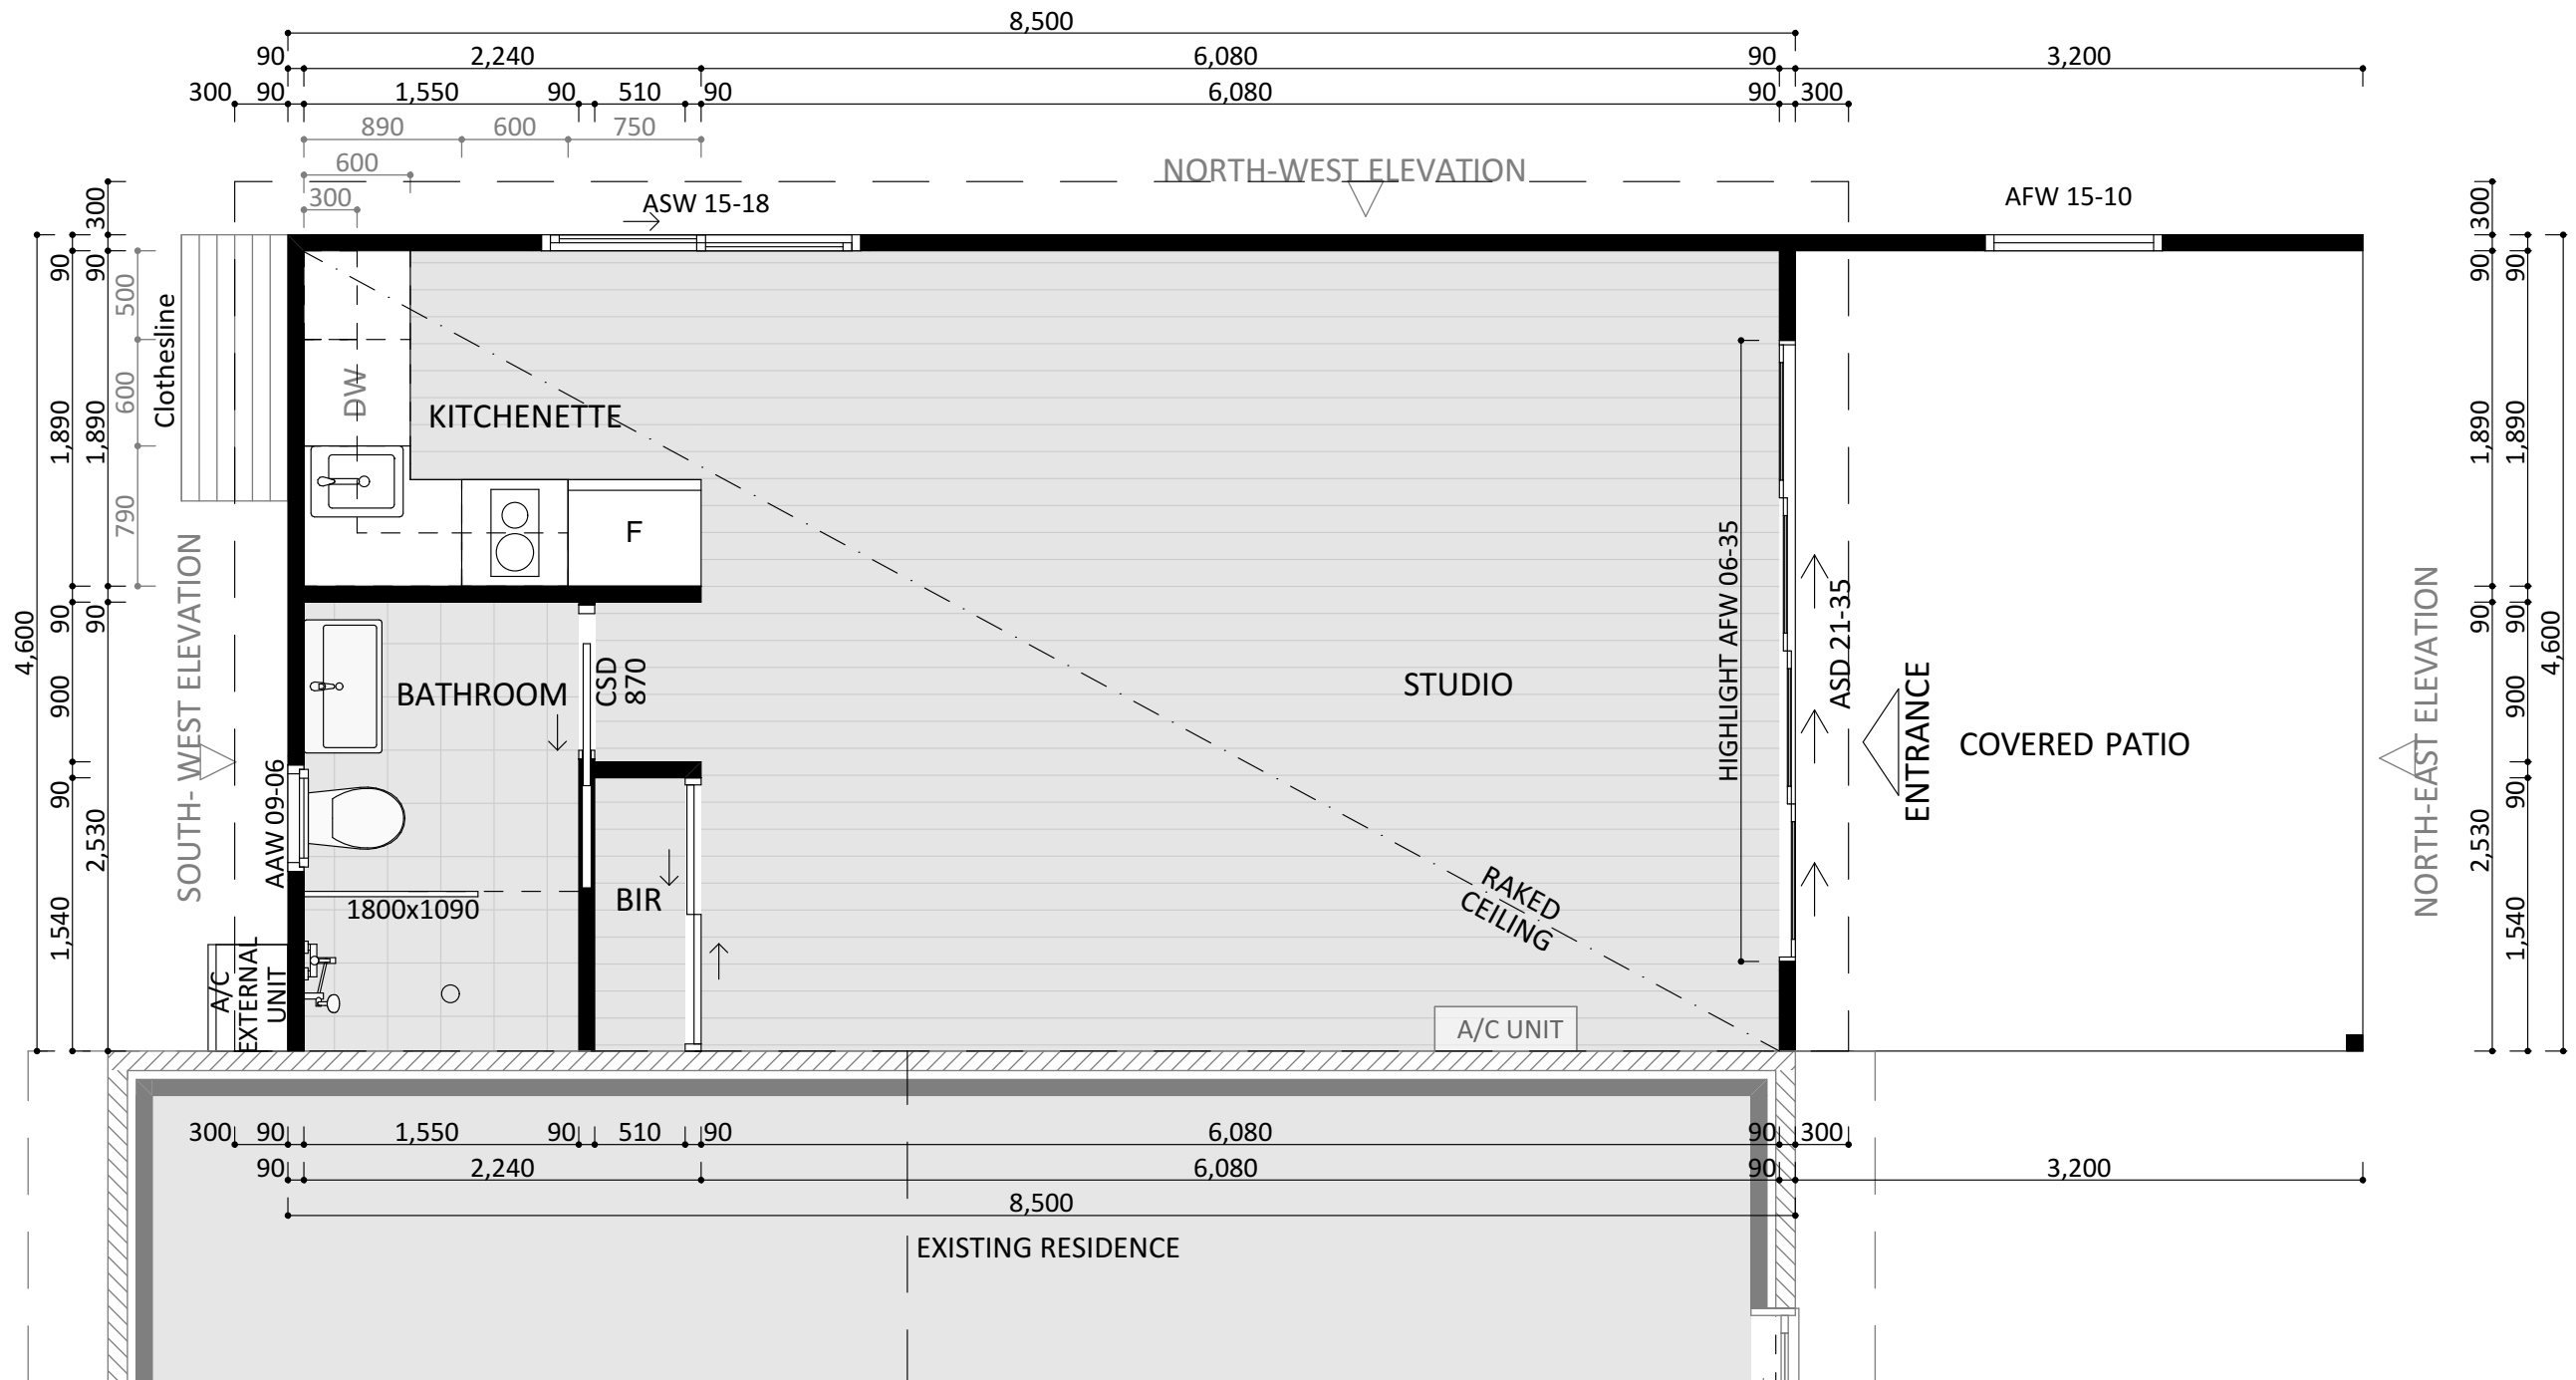 8,500
90 2,240 6,080 90 3,200
300 90 1,550 90 510 90 6,080 90 300
890 600 750
600
300
NORTH-WEST ELEVATION
ASW 15-18
AFW 15-10
300
90
90
500
600
790
1,890
1,890
90
90
4,600
900
90
2,530
1,540
Clothesline
SOUTH- WEST ELEVATION
DW
KITCHENETTE
F
BATHROOM
CSD
870
AAW 09-06
1800x1090
BIR
A/C
EXTERNAL
UNIT
STUDIO
RAKED
CEILING
A/C UNIT
HIGHLIGHT AFW 06-35
ASD 21-35
ENTRANCE
COVERED PATIO
NORTH-EAST ELEVATION
300
90
90
1,890
1,890
90
90
900
4,600
90
2,530
1,540
300 90 1,550 90 510 90 6,080 90 300
90 2,240 6,080 90 3,200
8,500
EXISTING RESIDENCE